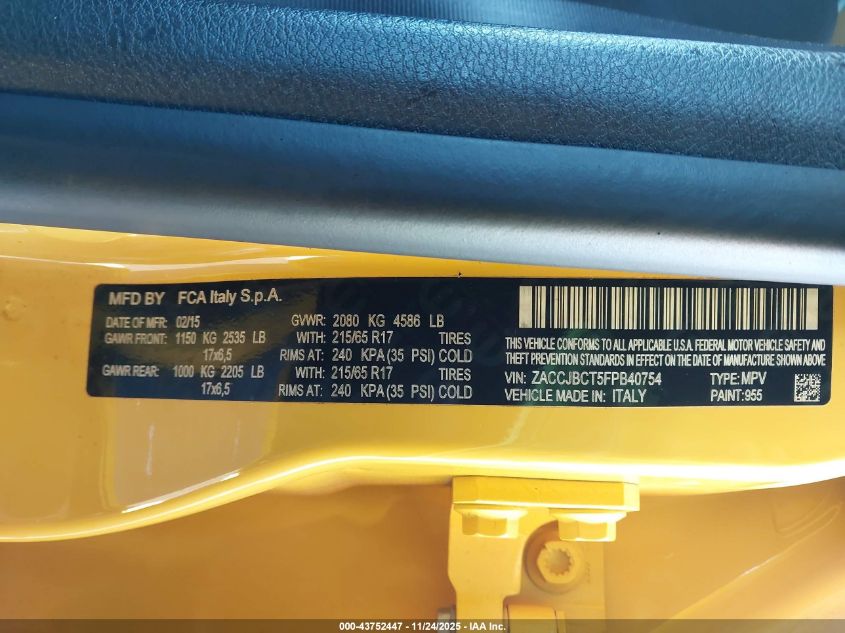 MFD BY FCA Italy S.p.A.
DATE OF MFR: 02/15 GVWR: 2080 KG 4586 LB
GAWR FRONT: 1150 KG 2535 LB WITH: 215/65 R17 TIRES
17x6,5 RIMS AT: 240 KPA (35 PSI) COLD
GAWR REAR: 1000 KG 2205 LB WITH: 215/65 R17 TIRES
17x6,5 RIMS AT: 240 KPA (35 PSI) COLD
THIS VEHICLE CONFORMS TO ALL APPLICABLE U.S.A. FEDERAL MOTOR VEHICLE SAFETY AND
THEFT PREVENTION STANDARDS IN EFFECT ON THE DATE OF MANUFACTURE SHOWN ABOVE.
VIN: ZACCJBCT5FPB40754 TYPE: MPV
VEHICLE MADE IN: ITALY PAINT: 955
000-43752447 - 11/24/2025 - IAA Inc.